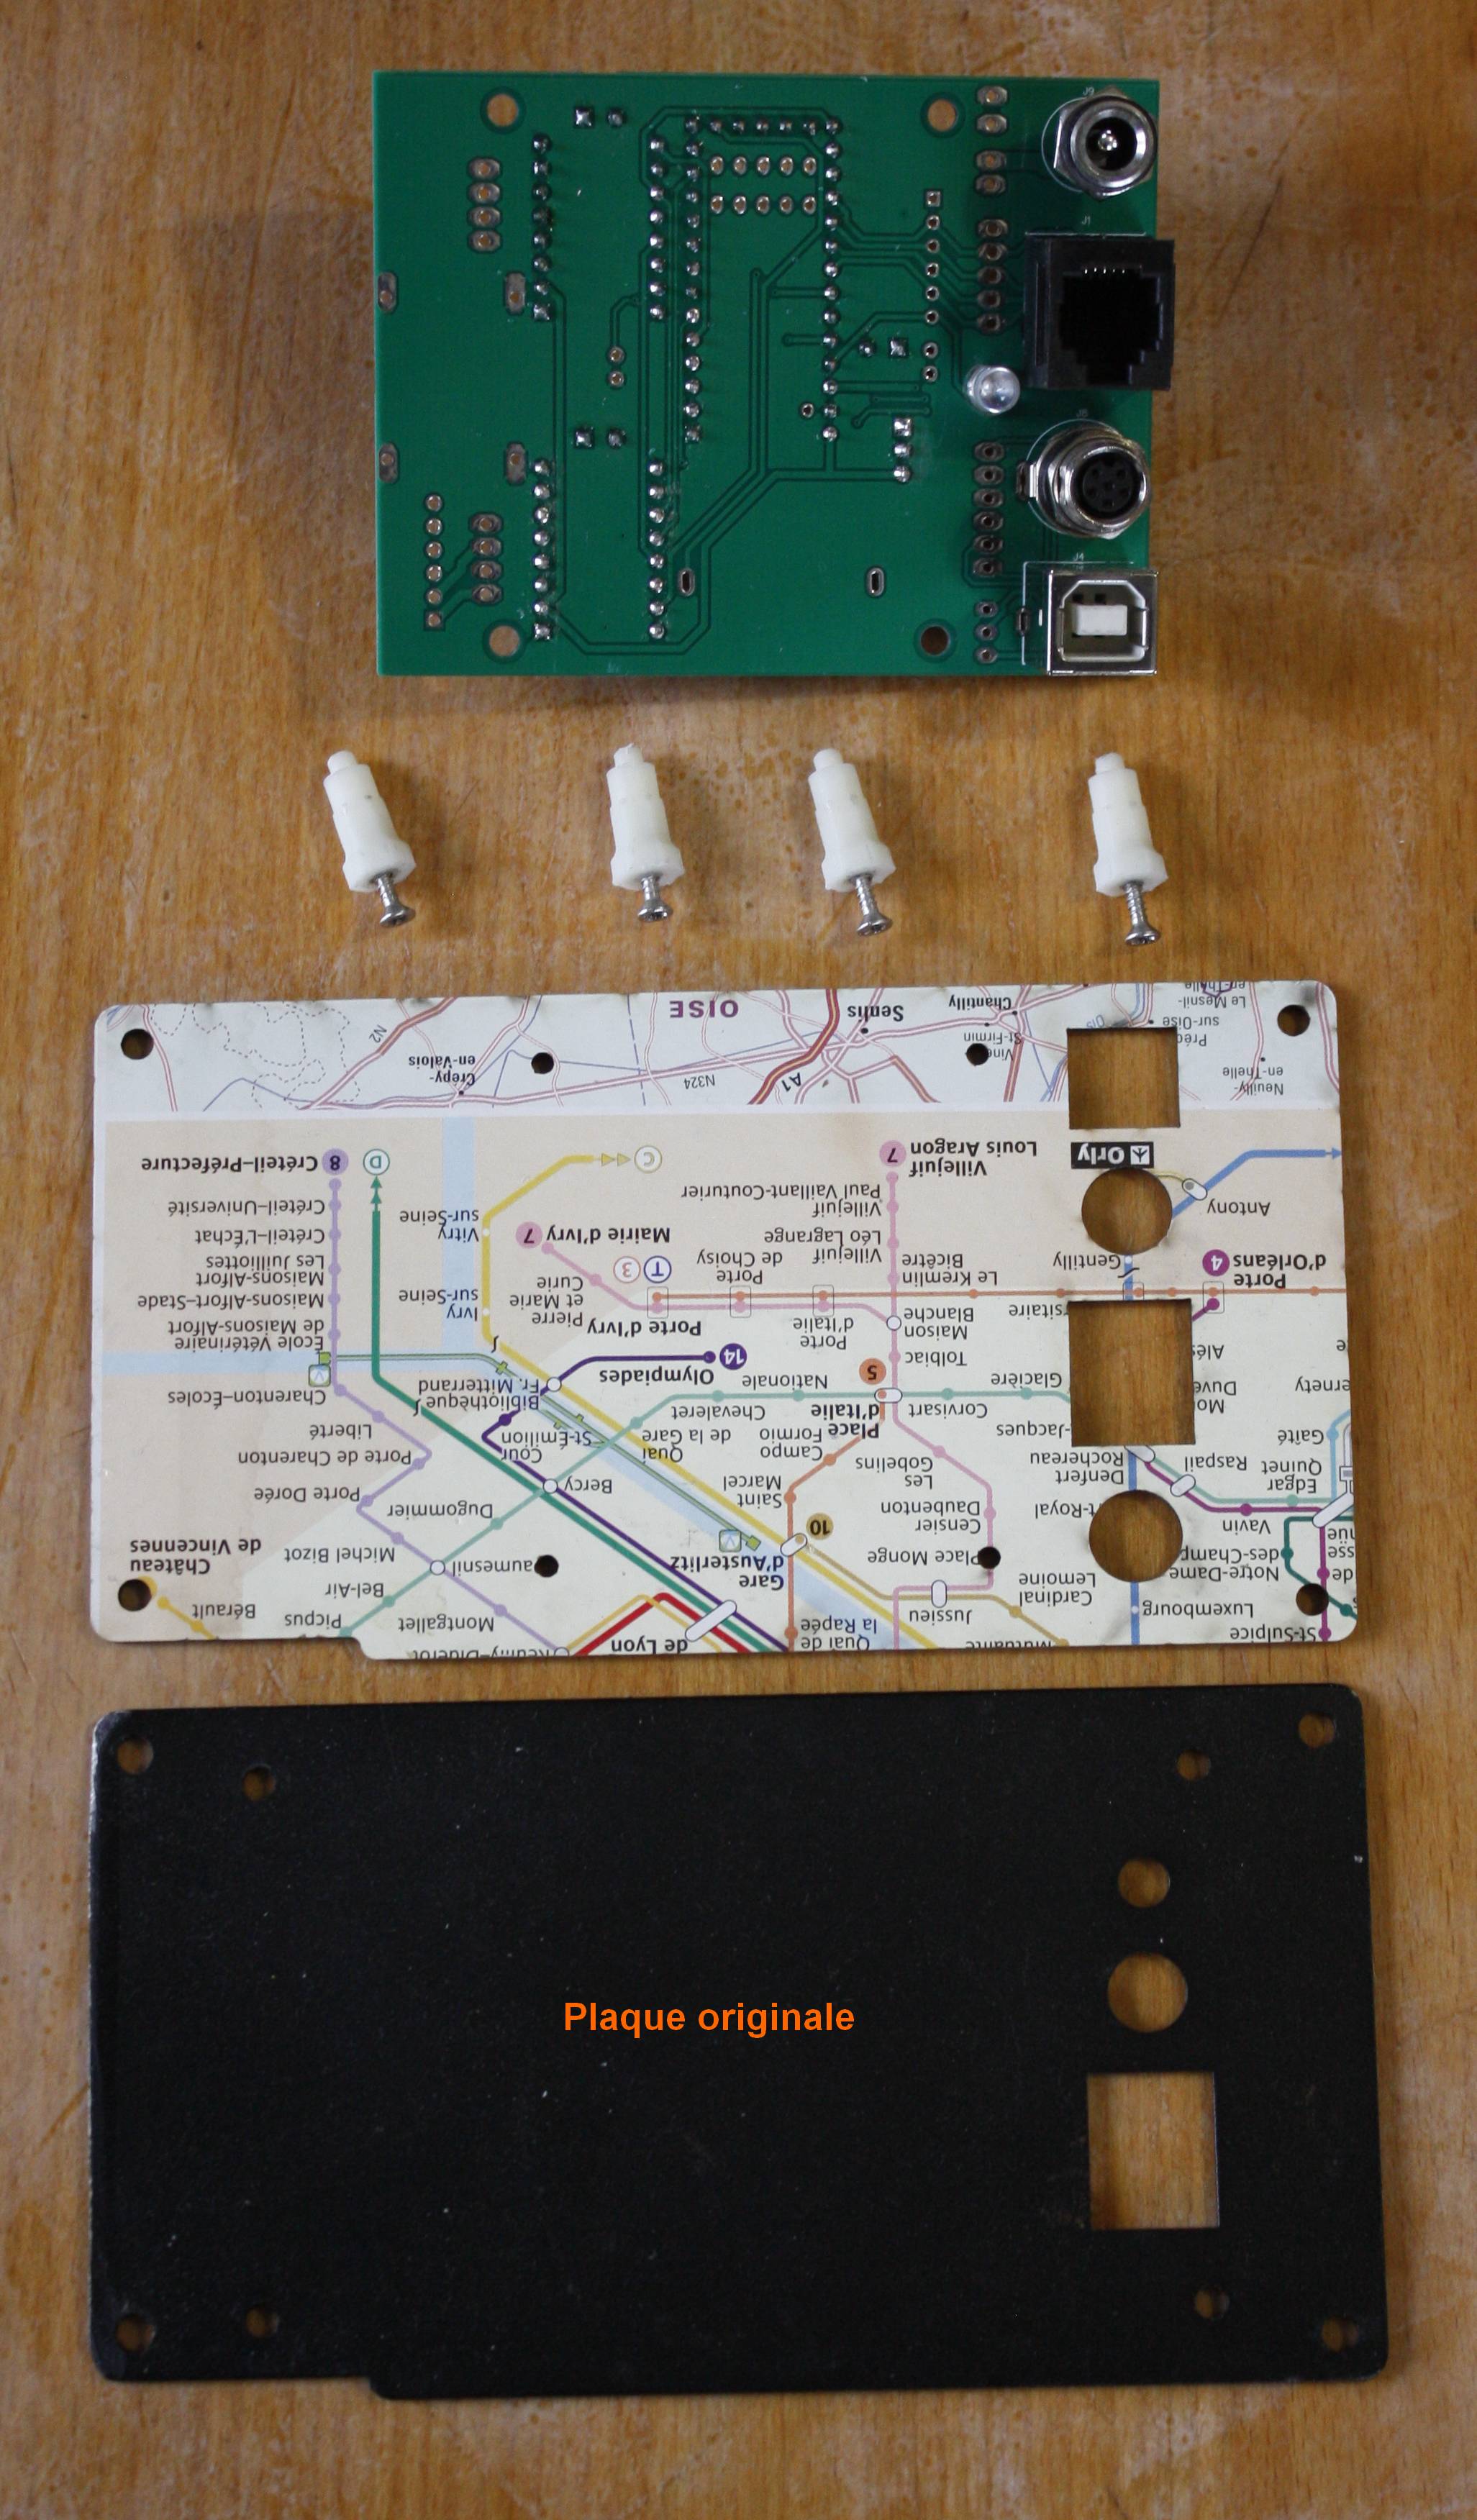 J9
J1
J4
OISE
Senlis
Chantilly
Le Mesnil-
en-Thelle
sur-Oise
St-Firmin
N2
Crépy-
en-Valois
N324
A1
Neuilly-
en-Thelle
Créteil–Préfecture
8
D
C
7
Villejuif
Louis Aragon
Orly
Créteil–Université
Vitry
sur-Seine
Mairie d'Ivry
7
Villejuif
Paul Vaillant-Couturier
Antony
Créteil–L'Échat
Les Juilliottes
Maisons-Alfort
T
3
Porte
de Choisy
Villejuif
Léo Lagrange
Le Kremlin
Bicêtre
Gentilly
4
Porte
d'Orléans
Maisons-Alfort–Stade
Ivry
sur-Seine
Pierre
et Marie
Curie
Porte d'Ivry
Porte
d'Italie
Maison
Blanche
École Vétérinaire
de Maisons-Alfort
Olympiades
14
Tolbiac
Charenton–Écoles
Bibliothèque
Fr. Mitterrand
Nationale
5
Glacière
Chevaleret
Place
d'Italie
Corvisart
Liberté
Cour
St-Émilion
Quai
de la Gare
Campo
Formio
Denfert
Rochereau
Raspail
Edgar
Quinet
Gaîté
Porte de Charenton
Bercy
Saint
Marcel
Les
Gobelins
Porte Dorée
Dugommier
10
Censier
Daubenton
Vavin
Château
de Vincennes
Michel Bizot
Gare
d'Austerlitz
Place Monge
Notre-Dame
-des-Champs
Bel-Air
Cardinal
Lemoine
Bérault
Picpus
Montgallet
Jussieu
Luxembourg
de Lyon
Quai de
la Rapée
St-Sulpice
Plaque originale